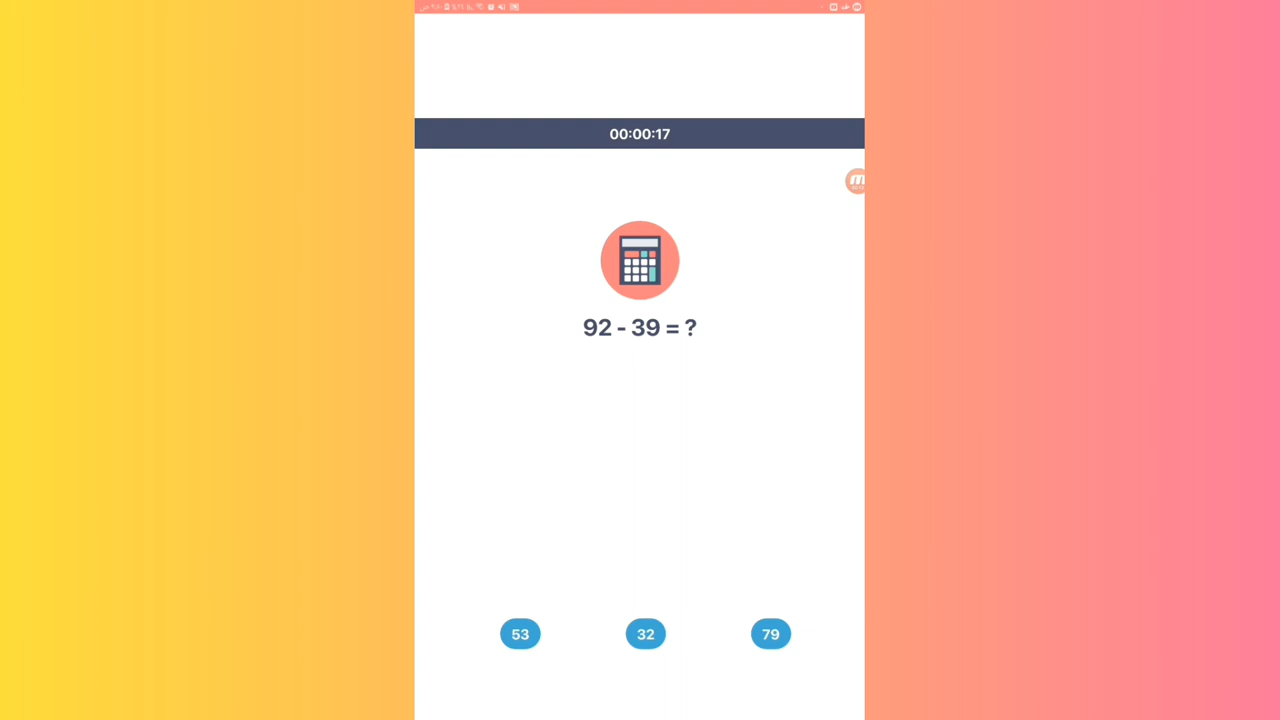 00:00:17
92 - 39 = ?
53 32 79